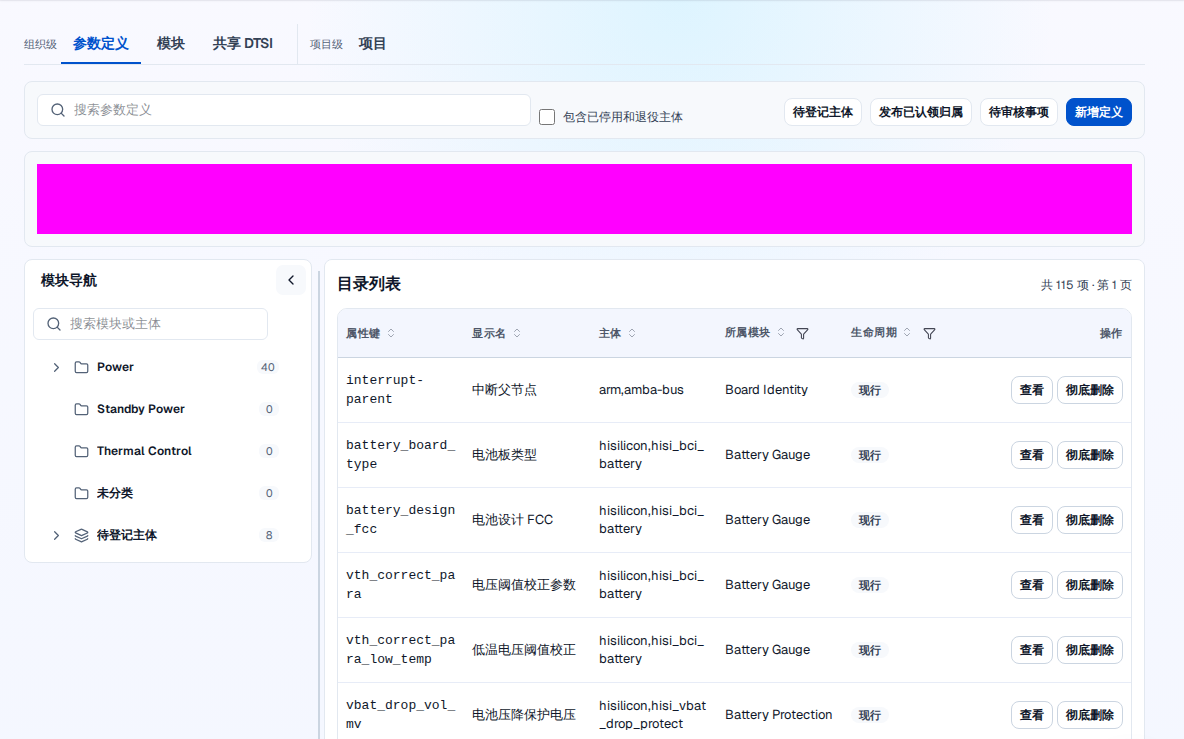 组织级 参数定义 模块 共享 DTSI 项目级 项目
搜索参数定义 包含已停用和退役主体 待登记主体 发布已认领归属 待审核事项 新增定义
模块导航
搜索模块或主体
Power 40
Standby Power 0
Thermal Control 0
未分类 0
待登记主体 8
目录列表 共 115 项 · 第 1 页
属性键 显示名 主体 所属模块 生命周期 操作
interrupt-
parent 中断父节点 arm,amba-bus Board Identity 现行 查看 彻底删除
battery_board_
type 电池板类型 hisilicon,hisi_bci_
battery Battery Gauge 现行 查看 彻底删除
battery_design
_fcc 电池设计 FCC hisilicon,hisi_bci_
battery Battery Gauge 现行 查看 彻底删除
vth_correct_pa
ra 电压阈值校正参数 hisilicon,hisi_bci_
battery Battery Gauge 现行 查看 彻底删除
vth_correct_pa
ra_low_temp 低温电压阈值校正 hisilicon,hisi_bci_
battery Battery Gauge 现行 查看 彻底删除
vbat_drop_vol_
mv 电池压降保护电压 hisilicon,hisi_vbat
_drop_protect Battery Protection 现行 查看 彻底删除